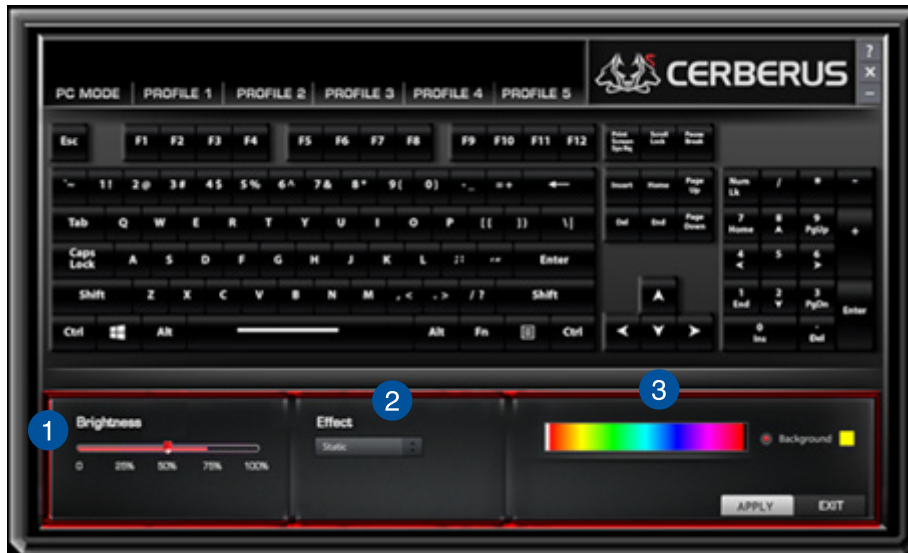 CERBERUS
?
PC MODE PROFILE 1 PROFILE 2 PROFILE 3 PROFILE 4 PROFILE 5
Esc F1 F2 F3 F4 F5 F6 F7 F8 F9 F10 F11 F12 Print Screen SysRq Scroll Lock Pause Break
`~ 1! 2@ 3# 4$ 5% 6^ 7& 8* 9( 0) -_ =+ Insert Home Page Up Num Lk / * -
Tab Q W E R T Y U I O P [{ ]} \| Del End Page Down 7 Home 8 9 PgUp +
Caps Lock A S D F G H J K L ;: '" Enter 4 5 6
Shift Z X C V B N M ,< .> /? Shift 1 End 2 3 PgDn Enter
Ctrl Alt Alt Fn Ctrl 0 Ins . Del
1 Brightness
0 25% 50% 75% 100%
2
Effect
Static
3
Background
APPLY EXIT